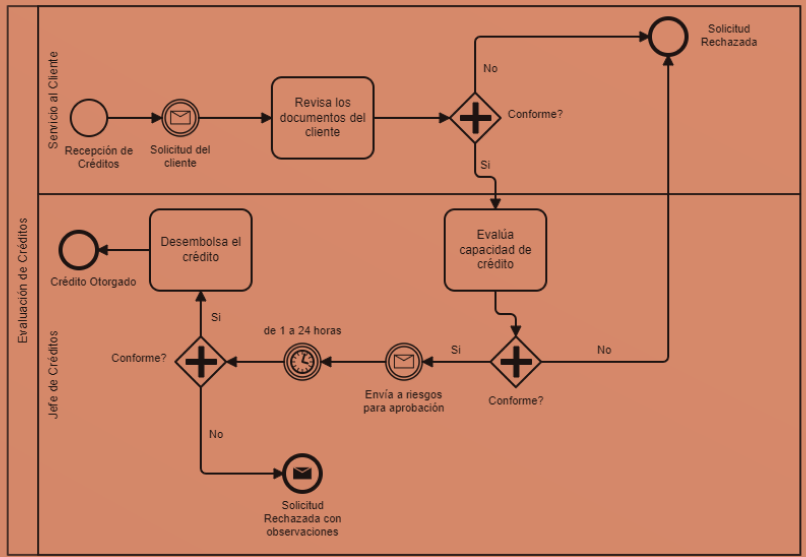 Evaluación de Créditos
Servicio al Cliente
Recepción de
Créditos
Solicitud del
cliente
Revisa los
documentos del
cliente
No
Conforme?
Si
Solicitud
Rechazada
Jefe de Créditos
Evalúa
capacidad de
crédito
Desembolsa el
crédito
Crédito Otorgado
Si
de 1 a 24 horas
Conforme?
Si
No
Envía a riesgos
para aprobación
Conforme?
No
Solicitud
Rechazada con
observaciones